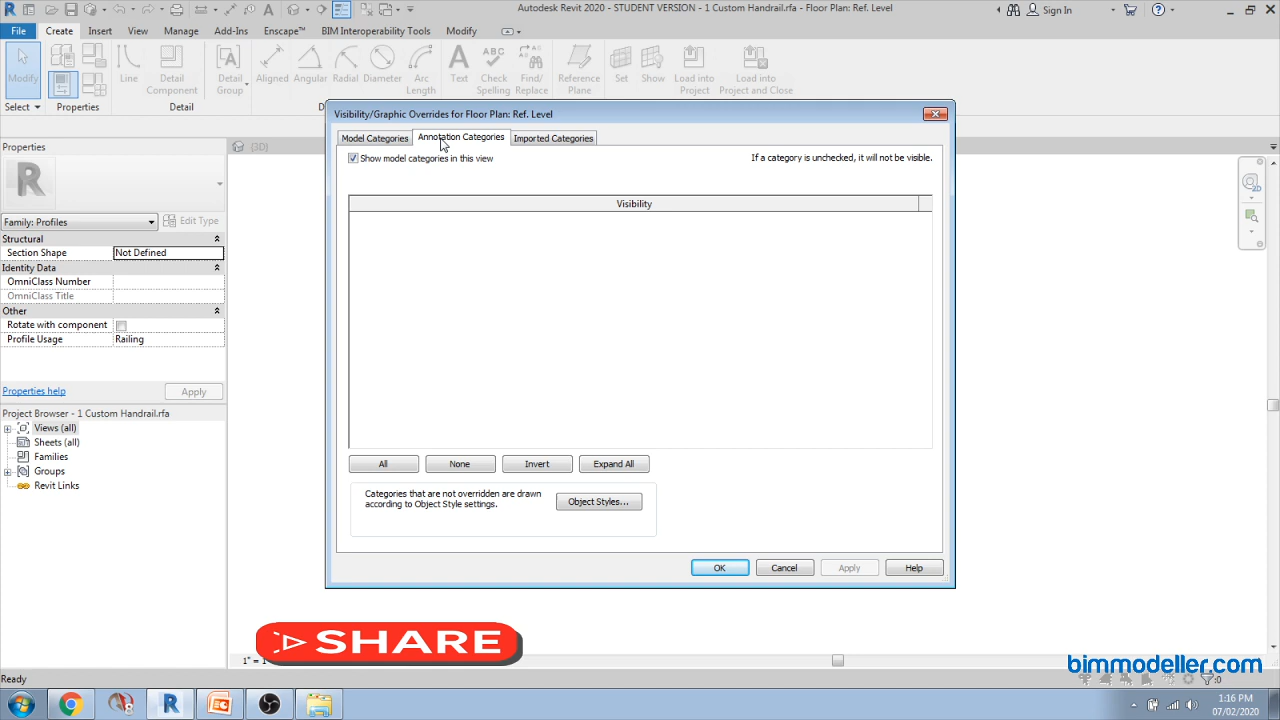 Autodesk Revit 2020 - STUDENT VERSION - 1 Custom Handrail.rfa - Floor Plan: Ref. Level
Sign In
File Create Insert View Manage Add-Ins Enscape™ BIM Interoperability Tools Modify
Modify
Line
Detail Component
Detail Group
Aligned
Angular
Radial
Diameter
Arc Length
Text
Check Spelling
Find/ Replace
Reference Plane
Set
Show
Load into Project
Load into Project and Close
Select Properties Detail D
Properties
{3D}
R
Family: Profiles Edit Type
Structural
Section Shape Not Defined
Identity Data
OmniClass Number
OmniClass Title
Other
Rotate with component
Profile Usage Railing
Properties help Apply
Project Browser - 1 Custom Handrail.rfa
Views (all)
Sheets (all)
Families
Groups
Revit Links
Visibility/Graphic Overrides for Floor Plan: Ref. Level
Model Categories Annotation Categories Imported Categories
Show model categories in this view If a category is unchecked, it will not be visible.
Visibility
All None Invert Expand All
Categories that are not overridden are drawn
according to Object Style settings.
Object Styles...
OK Cancel Apply Help
2D
SHARE
1" = 1
bimmodeller.com
Ready
:0
1:16 PM
07/02/2020